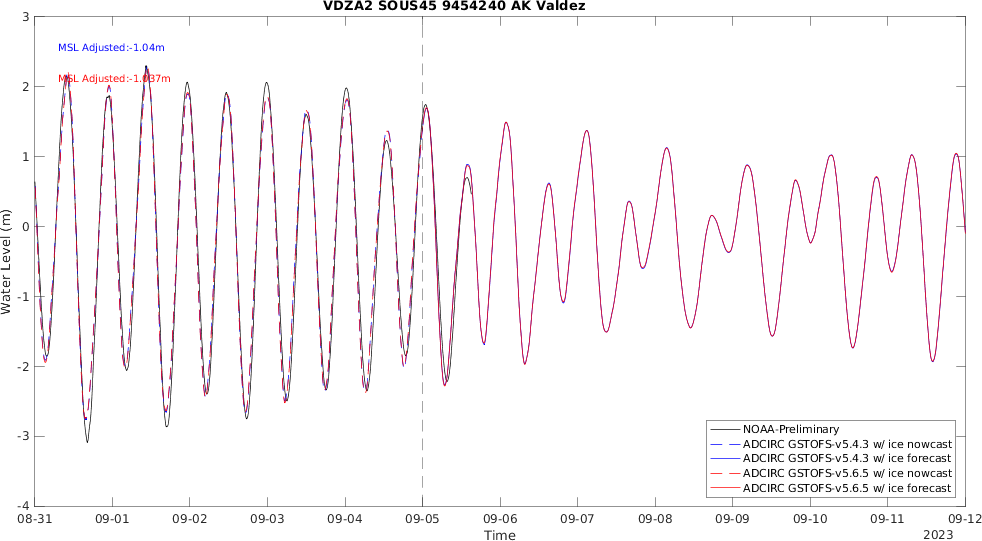 VDZA2 SOUS45 9454240 AK Valdez
MSL Adjusted:-1.04m
MSL Adjusted:-1.037m
Water Level (m)
3
2
1
0
-1
-2
-3
-4
NOAA-Preliminary
ADCIRC GSTOFS-v5.4.3 w/ ice nowcast
ADCIRC GSTOFS-v5.4.3 w/ ice forecast
ADCIRC GSTOFS-v5.6.5 w/ ice nowcast
ADCIRC GSTOFS-v5.6.5 w/ ice forecast
08-31 09-01 09-02 09-03 09-04 09-05 09-06 09-07 09-08 09-09 09-10 09-11 09-12
Time
2023